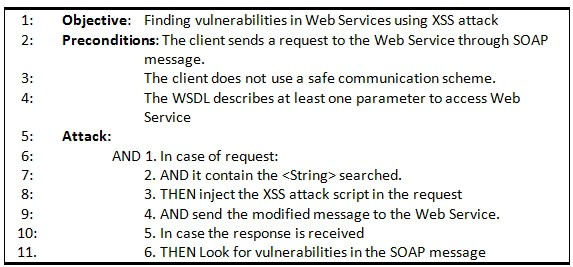 1: Objective: Finding vulnerabilities in Web Services using XSS attack
2: Preconditions: The client sends a request to the Web Service through SOAP
message.
3: The client does not use a safe communication scheme.
4: The WSDL describes at least one parameter to access Web
Service
5: Attack:
6: AND 1. In case of request:
7: 2. AND it contain the <String> searched.
8: 3. THEN inject the XSS attack script in the request
9: 4. AND send the modified message to the Web Service.
10: 5. In case the response is received
11. 6. THEN Look for vulnerabilities in the SOAP message